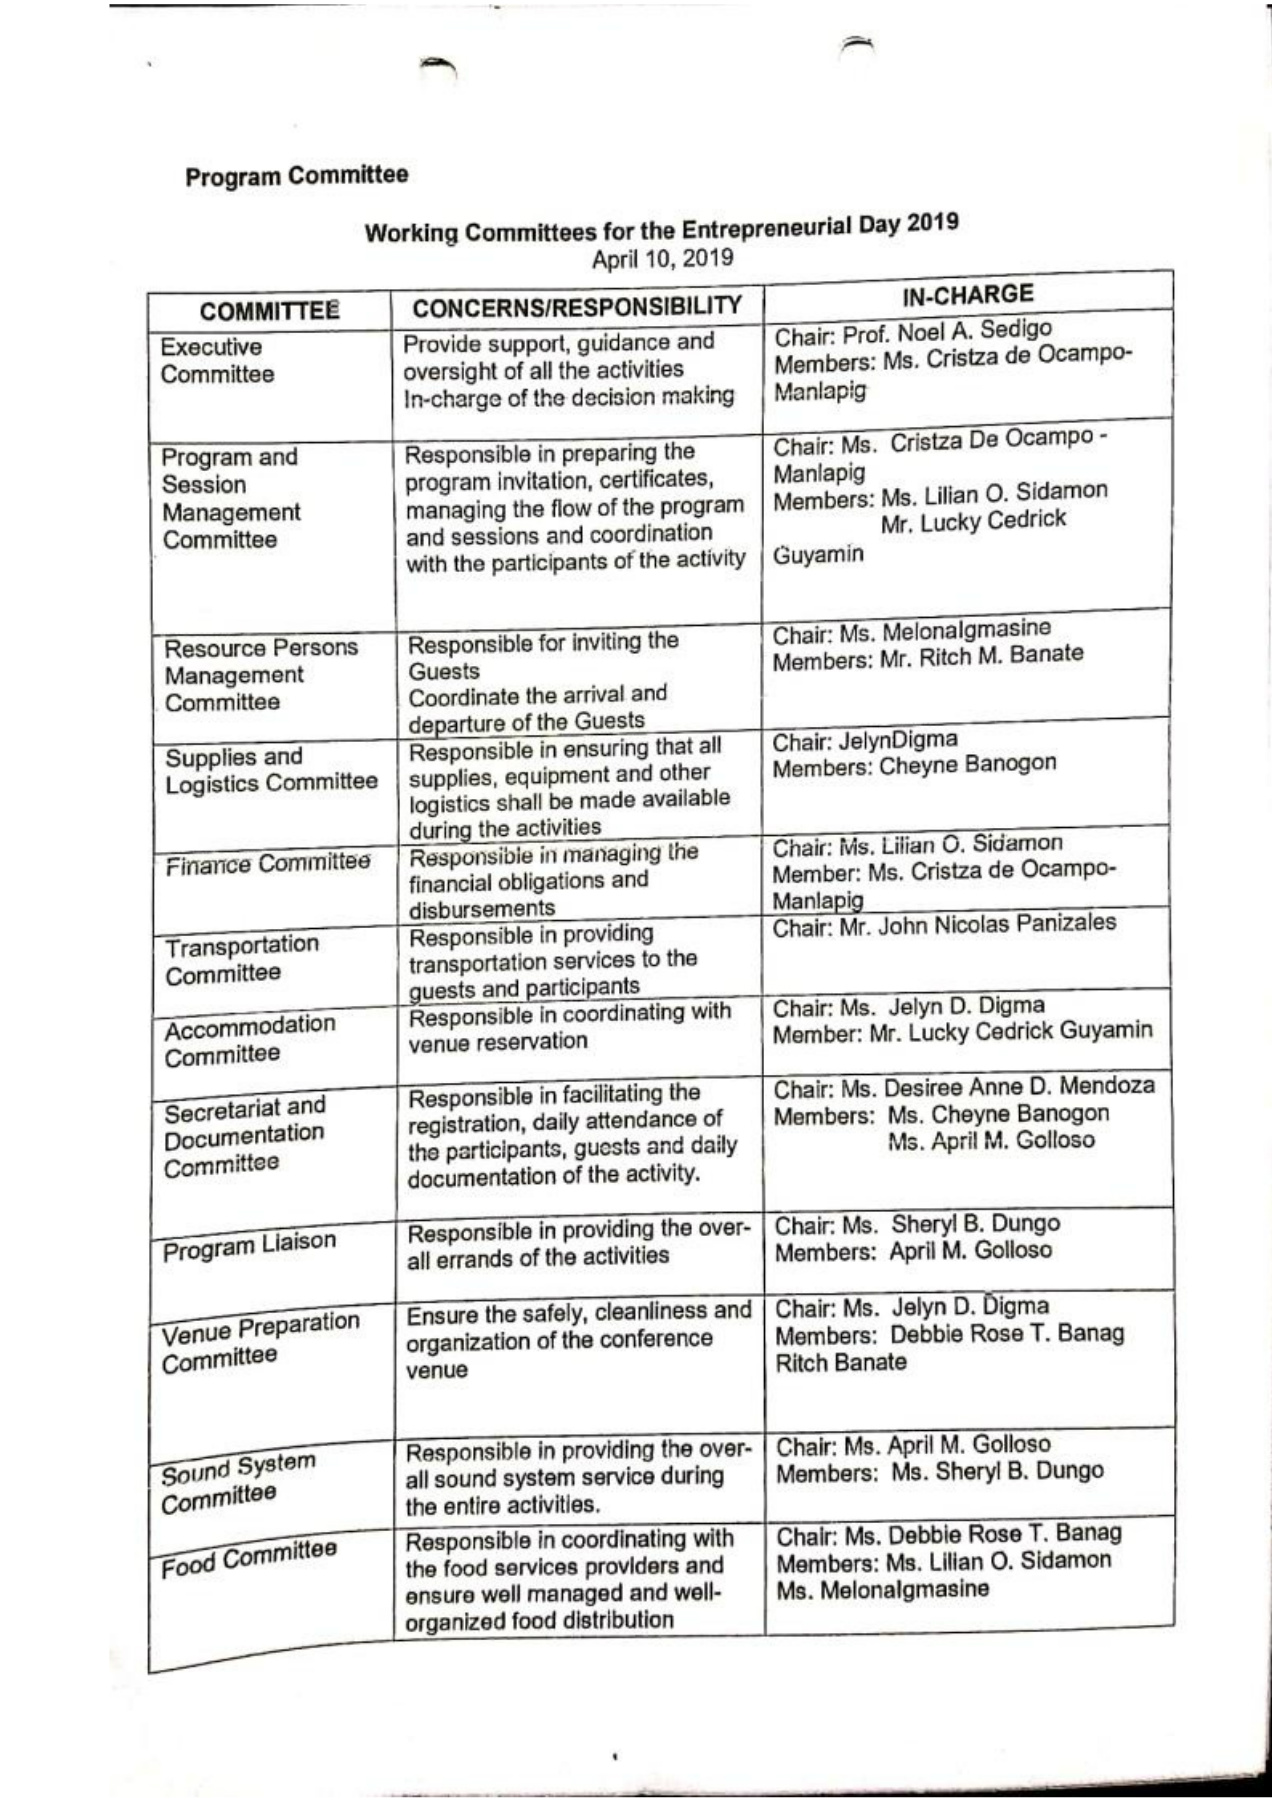 Program Committee
Working Committees for the Entrepreneurial Day 2019
April 10, 2019
COMMITTEE
CONCERNS/RESPONSIBILITY
IN-CHARGE
Executive
Committee
Provide support, guidance and
oversight of all the activities
In-charge of the decision making
Chair: Prof. Noel A. Sedigo
Members: Ms. Cristza de Ocampo-
Manlapig
Program and
Session
Management
Committee
Responsible in preparing the
program invitation, certificates,
managing the flow of the program
and sessions and coordination
with the participants of the activity
Chair: Ms. Cristza De Ocampo -
Manlapig
Members: Ms. Lilian O. Sidamon
Mr. Lucky Cedrick
Guyamin
Resource Persons
Management
Committee
Responsible for inviting the
Guests
Coordinate the arrival and
departure of the Guests
Chair: Ms. MelonaIgmasine
Members: Mr. Ritch M. Banate
Supplies and
Logistics Committee
Responsible in ensuring that all
supplies, equipment and other
logistics shall be made available
during the activities
Chair: JelynDigma
Members: Cheyne Banogon
Finance Committee
Responsible in managing the
financial obligations and
disbursements
Chair: Ms. Lilian O. Sidamon
Member: Ms. Cristza de Ocampo-
Manlapig
Transportation
Committee
Responsible in providing
transportation services to the
guests and participants
Chair: Mr. John Nicolas Panizales
Accommodation
Committee
Responsible in coordinating with
venue reservation
Chair: Ms. Jelyn D. Digma
Member: Mr. Lucky Cedrick Guyamin
Secretariat and
Documentation
Committee
Responsible in facilitating the
registration, daily attendance of
the participants, guests and daily
documentation of the activity.
Chair: Ms. Desiree Anne D. Mendoza
Members: Ms. Cheyne Banogon
Ms. April M. Golloso
Program Liaison
Responsible in providing the over-
all errands of the activities
Chair: Ms. Sheryl B. Dungo
Members: April M. Golloso
Venue Preparation
Committee
Ensure the safely, cleanliness and
organization of the conference
venue
Chair: Ms. Jelyn D. Digma
Members: Debbie Rose T. Banag
Ritch Banate
Sound System
Committee
Responsible in providing the over-
all sound system service during
the entire activities.
Chair: Ms. April M. Golloso
Members: Ms. Sheryl B. Dungo
Food Committee
Responsible in coordinating with
the food services providers and
ensure well managed and well-
organized food distribution
Chair: Ms. Debbie Rose T. Banag
Members: Ms. Lilian O. Sidamon
Ms. MelonaIgmasine